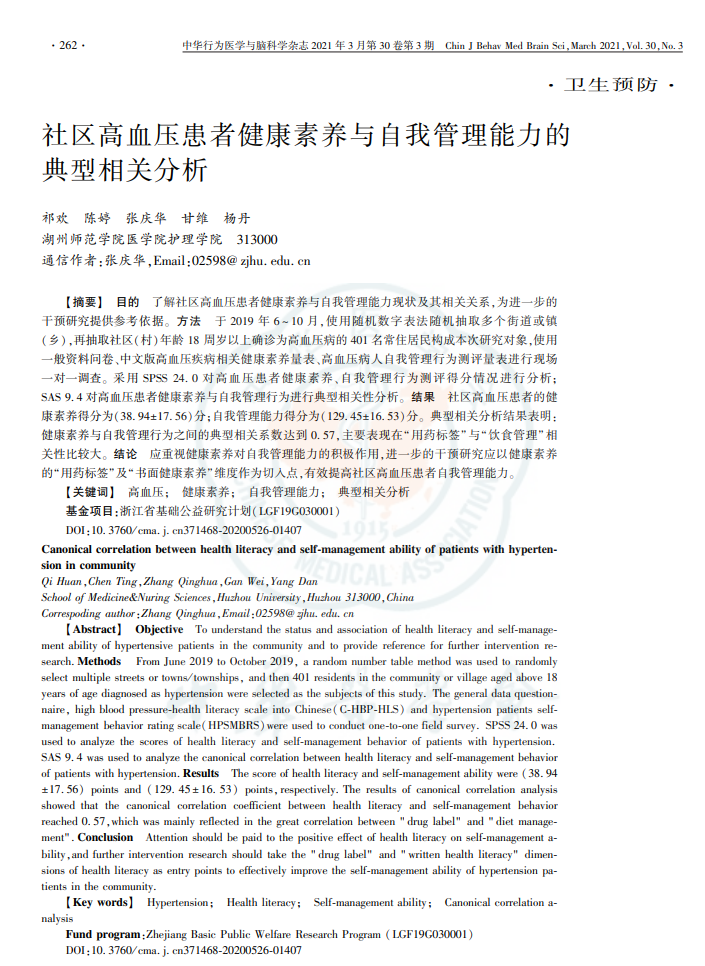 · 262 ·
中华行为医学与脑科学杂志 2021 年 3 月第 30 卷第 3 期 Chin J Behav Med Brain Sci, March 2021, Vol. 30, No. 3
· 卫生预防 ·
社区高血压患者健康素养与自我管理能力的
典型相关分析
祁欢 陈婷 张庆华 甘维 杨丹
湖州师范学院医学院护理学院 313000
通信作者:张庆华,Email:02598@zjhu.edu.cn
【摘要】 目的 了解社区高血压患者健康素养与自我管理能力现状及其相关关系,为进一步的
干预研究提供参考依据。方法 于 2019 年 6~10 月,使用随机数字表法随机抽取多个街道或镇
(乡),再抽取社区(村)年龄 18 周岁以上确诊为高血压病的 401 名常住居民构成本次研究对象,使用
一般资料问卷、中文版高血压疾病相关健康素养量表、高血压病人自我管理行为测评量表进行现场
一对一调查。采用 SPSS 24.0 对高血压患者健康素养、自我管理行为测评得分情况进行分析;
SAS 9.4 对高血压患者健康素养与自我管理行为进行典型相关性分析。结果 社区高血压患者的健
康素养得分为(38.94±17.56)分;自我管理能力得分为(129.45±16.53)分。典型相关分析结果表明:
健康素养与自我管理行为之间的典型相关系数达到 0.57,主要表现在“用药标签”与“饮食管理”相
关性比较大。结论 应重视健康素养对自我管理能力的积极作用,进一步的干预研究应以健康素养
的“用药标签”及“书面健康素养”维度作为切入点,有效提高社区高血压患者自我管理能力。
【关键词】 高血压; 健康素养; 自我管理能力; 典型相关分析
基金项目:浙江省基础公益研究计划(LGF19G030001)
DOI:10.3760/cma.j.cn371468-20200526-01407
Canonical correlation between health literacy and self-management ability of patients with hyperten-
sion in community
Qi Huan, Chen Ting, Zhang Qinghua, Gan Wei, Yang Dan
School of Medicine&Nuring Sciences, Huzhou University, Huzhou 313000, China
Correspoding author: Zhang Qinghua, Email: 02598@zjhu.edu.cn
【Abstract】 Objective To understand the status and association of health literacy and self-manage-
ment ability of hypertensive patients in the community and to provide reference for further intervention re-
search. Methods From June 2019 to October 2019, a random number table method was used to randomly
select multiple streets or towns/townships, and then 401 residents in the community or village aged above 18
years of age diagnosed as hypertension were selected as the subjects of this study. The general data question-
naire, high blood pressure-health literacy scale into Chinese(C-HBP-HLS) and hypertension patients self-
management behavior rating scale(HPSMBRS) were used to conduct one-to-one field survey. SPSS 24.0 was
used to analyze the scores of health literacy and self-management behavior of patients with hypertension.
SAS 9.4 was used to analyze the canonical correlation between health literacy and self-management behavior
of patients with hypertension. Results The score of health literacy and self-management ability were (38.94
±17.56) points and (129.45±16.53) points, respectively. The results of canonical correlation analysis
showed that the canonical correlation coefficient between health literacy and self-management behavior
reached 0.57, which was mainly reflected in the great correlation between "drug label" and "diet manage-
ment". Conclusion Attention should be paid to the positive effect of health literacy on self-management a-
bility, and further intervention research should take the "drug label" and "written health literacy" dimen-
sions of health literacy as entry points to effectively improve the self-management ability of hypertension pa-
tients in the community.
【Key words】 Hypertension; Health literacy; Self-management ability; Canonical correlation a-
nalysis
Fund program: Zhejiang Basic Public Welfare Research Program (LGF19G030001)
DOI:10.3760/cma.j.cn371468-20200526-01407